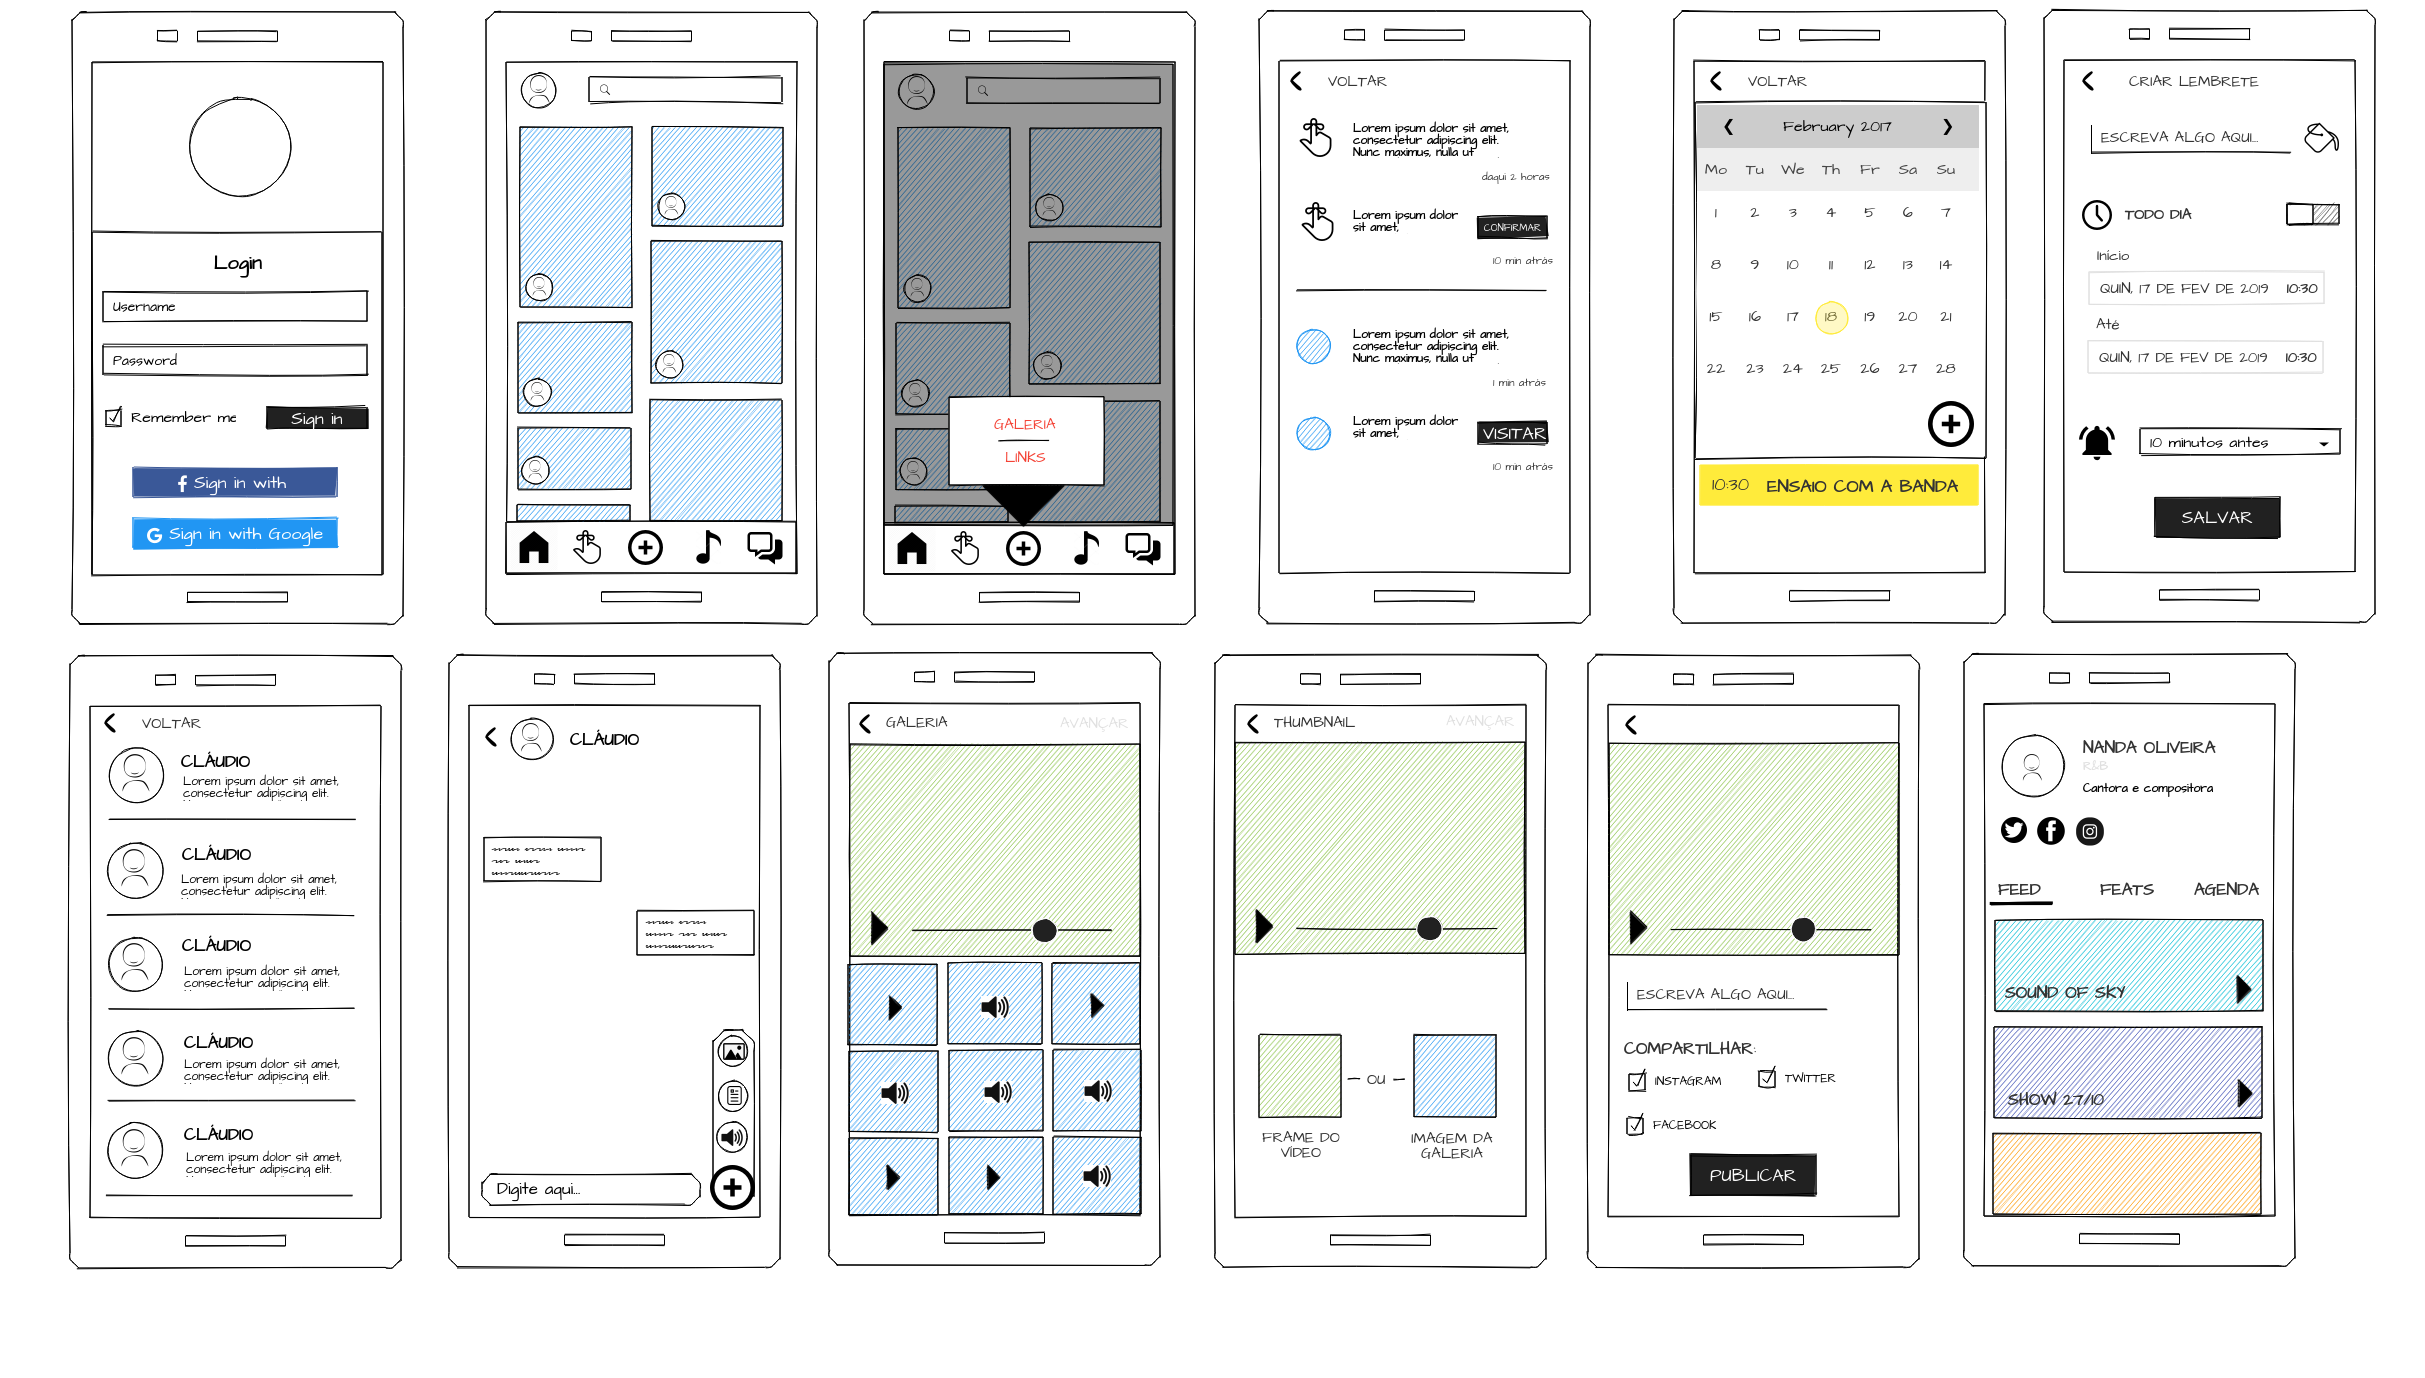 Login
Username
Password
Remember me
Sign in
Sign in with
Sign in with Google
GALERIA
LINKS
VOLTAR
Lorem ipsum dolor sit amet,
consectetur adipiscing elit.
Nunc maximus, nulla ut
daqui 2 horas
Lorem ipsum dolor
sit amet,
CONFIRMAR
10 min atrás
Lorem ipsum dolor sit amet,
consectetur adipiscing elit.
Nunc maximus, nulla ut
1 min atrás
Lorem ipsum dolor
sit amet,
VISITAR
10 min atrás
VOLTAR
February 2017
Mo Tu We Th Fr Sa Su
1 2 3 4 5 6 7
8 9 10 11 12 13 14
15 16 17 18 19 20 21
22 23 24 25 26 27 28
10:30 ENSAIO COM A BANDA
CRIAR LEMBRETE
ESCREVA ALGO AQUI...
TODO DIA
Início
QUIN, 17 DE FEV DE 2019 10:30
Até
QUIN, 17 DE FEV DE 2019 10:30
10 minutos antes
SALVAR
VOLTAR
CLÁUDIO
Lorem ipsum dolor sit amet,
consectetur adipiscing elit.
CLÁUDIO
Lorem ipsum dolor sit amet,
consectetur adipiscing elit.
CLÁUDIO
Lorem ipsum dolor sit amet,
consectetur adipiscing elit.
CLÁUDIO
Lorem ipsum dolor sit amet,
consectetur adipiscing elit.
CLÁUDIO
Lorem ipsum dolor sit amet,
consectetur adipiscing elit.
CLÁUDIO
Digite aqui...
GALERIA
AVANÇAR
THUMBNAIL
AVANÇAR
- OU -
FRAME DO
VÍDEO
IMAGEM DA
GALERIA
ESCREVA ALGO AQUI...
COMPARTILHAR:
INSTAGRAM
TWITTER
FACEBOOK
PUBLICAR
NANDA OLIVEIRA
R&B
Cantora e compositora
FEED
FEATS
AGENDA
SOUND OF SKY
SHOW 27/10